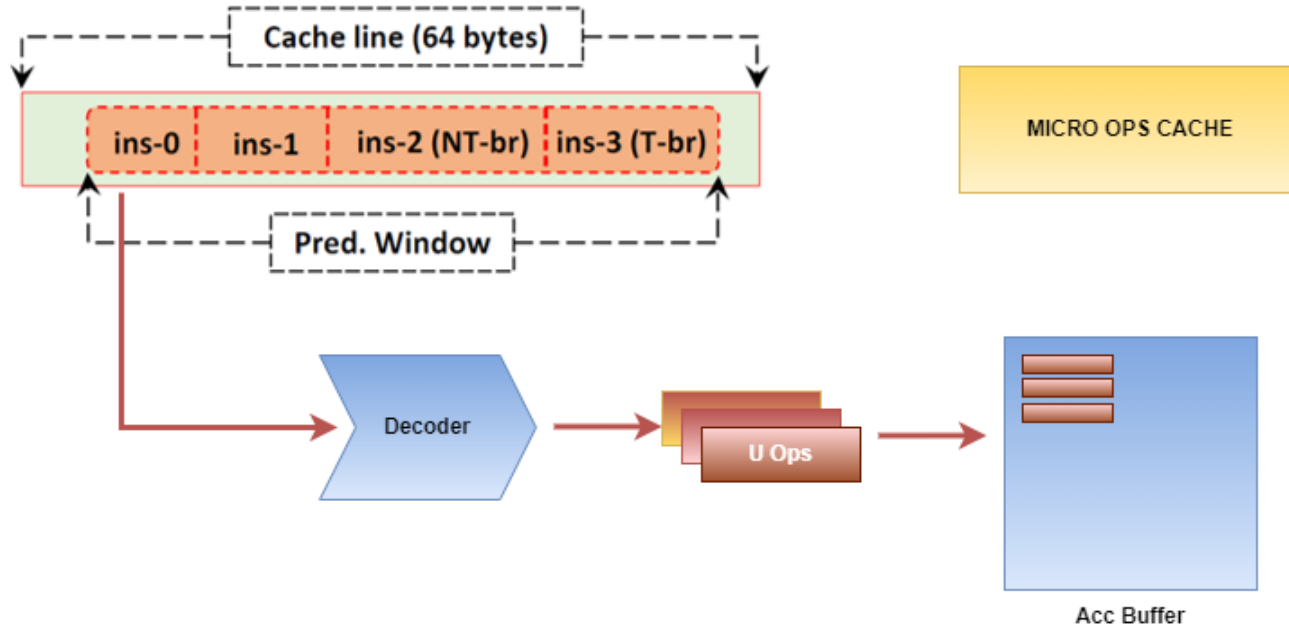 Cache line (64 bytes)
ins-0
ins-1
ins-2 (NT-br)
ins-3 (T-br)
MICRO OPS CACHE
Pred. Window
Decoder
U Ops
Acc Buffer